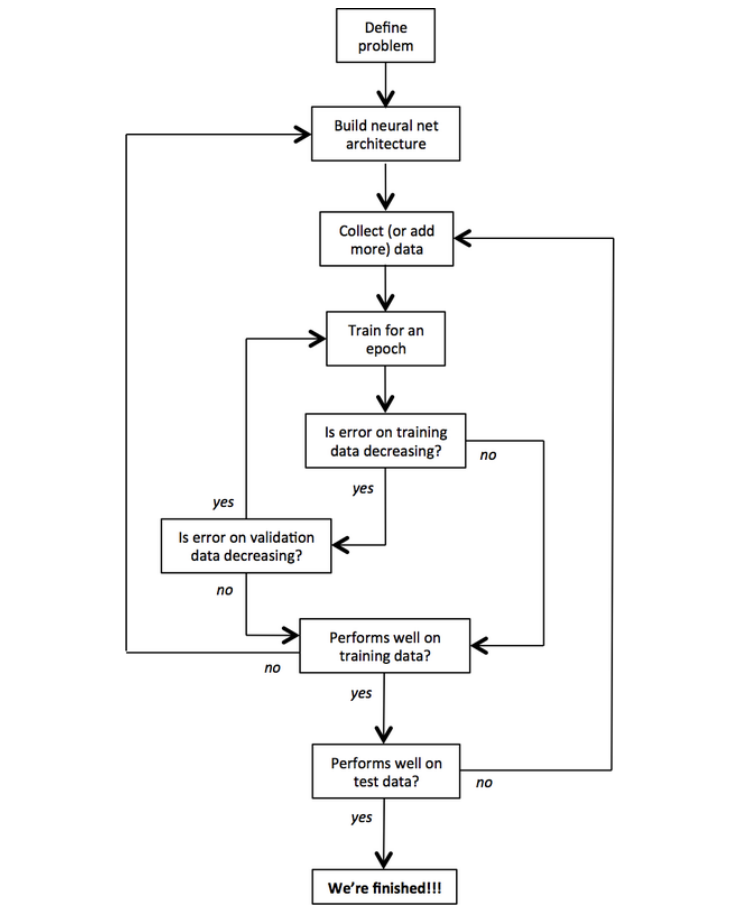 Define
problem
Build neural net
architecture
Collect (or add
more) data
Train for an
epoch
Is error on training
data decreasing?
no
yes
yes
Is error on validation
data decreasing?
no
Performs well on
training data?
no
yes
Performs well on
test data?
no
yes
We're finished!!!